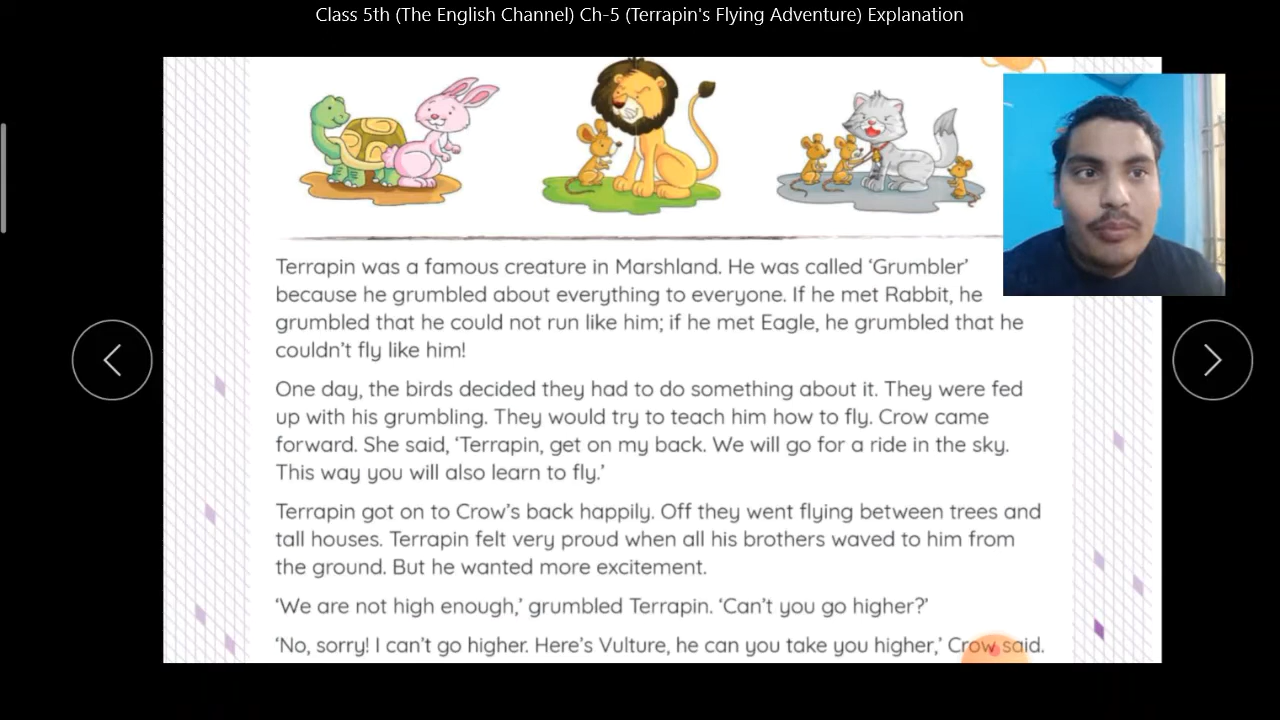 Class 5th (The English Channel) Ch-5 (Terrapin's Flying Adventure) Explanation
Terrapin was a famous creature in Marshland. He was called ‘Grumbler’
because he grumbled about everything to everyone. If he met Rabbit, he
grumbled that he could not run like him; if he met Eagle, he grumbled that he
couldn’t fly like him!
One day, the birds decided they had to do something about it. They were fed
up with his grumbling. They would try to teach him how to fly. Crow came
forward. She said, ‘Terrapin, get on my back. We will go for a ride in the sky.
This way you will also learn to fly.’
Terrapin got on to Crow’s back happily. Off they went flying between trees and
tall houses. Terrapin felt very proud when all his brothers waved to him from
the ground. But he wanted more excitement.
‘We are not high enough,’ grumbled Terrapin. ‘Can’t you go higher?’
‘No, sorry! I can’t go higher. Here’s Vulture, he can you take you higher,’ Crow said.